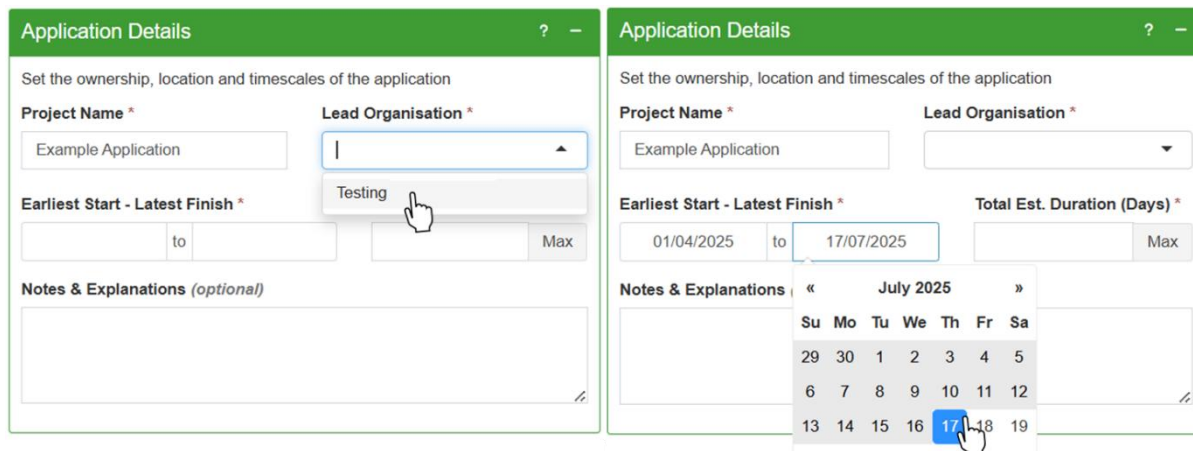 Application Details ? −
Set the ownership, location and timescales of the application
Project Name *
Lead Organisation *
Example Application
Testing
Earliest Start - Latest Finish *
to
Max
Notes & Explanations (optional)
Application Details ? −
Set the ownership, location and timescales of the application
Project Name *
Lead Organisation *
Example Application
Earliest Start - Latest Finish *
Total Est. Duration (Days) *
01/04/2025 to 17/07/2025
Max
Notes & Explanations
« July 2025 »
Su Mo Tu We Th Fr Sa
29 30 1 2 3 4 5
6 7 8 9 10 11 12
13 14 15 16 17 18 19